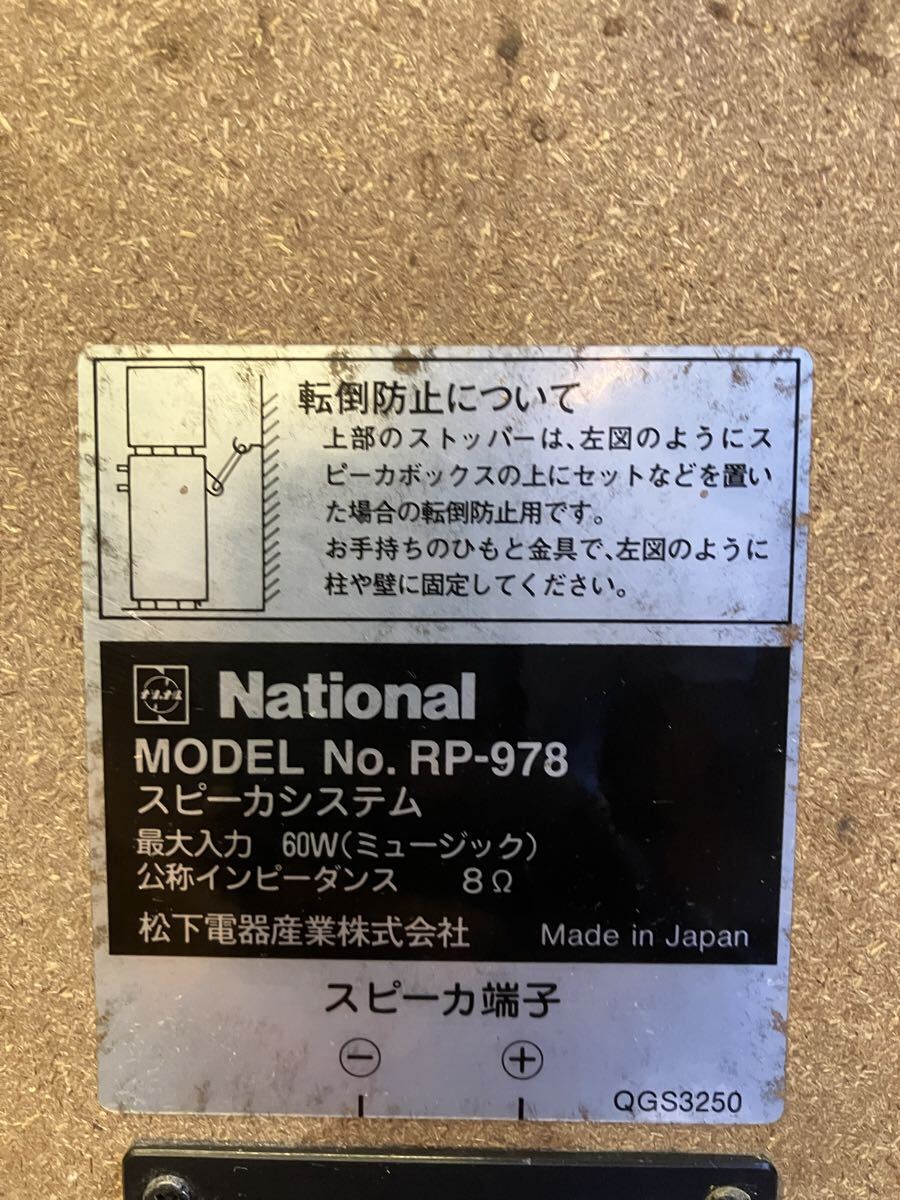 転倒防止について
上部のストッパーは、左図のようにス
ピーカボックスの上にセットなどを置い
た場合の転倒防止用です。
お手持ちのひもと金具で、左図のように
柱や壁に固定してください。
ナショナル National
MODEL No. RP-978
スピーカシステム
最大入力 60W(ミュージック)
公称インピーダンス 8Ω
松下電器産業株式会社 Made in Japan
スピーカ端子
⊖ ⊕
QGS3250